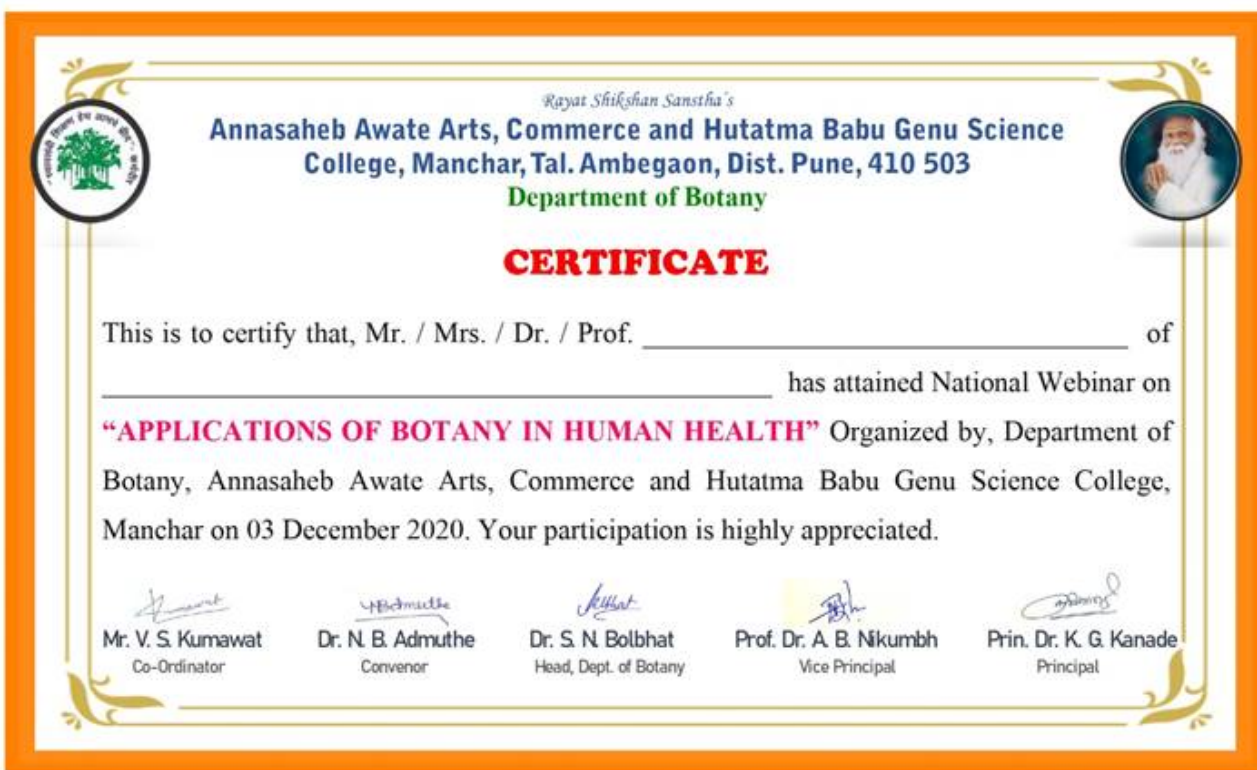 Rayat Shikshan Sanstha's
Annasaheb Awate Arts, Commerce and Hutatma Babu Genu Science
College, Manchar, Tal. Ambegaon, Dist. Pune, 410 503
Department of Botany
CERTIFICATE
This is to certify that, Mr. / Mrs. / Dr. / Prof. of
has attained National Webinar on
“APPLICATIONS OF BOTANY IN HUMAN HEALTH” Organized by, Department of
Botany, Annasaheb Awate Arts, Commerce and Hutatma Babu Genu Science College,
Manchar on 03 December 2020. Your participation is highly appreciated.
Mr. V. S. Kumawat Dr. N. B. Admuthe Dr. S. N. Bolbhat Prof. Dr. A. B. Nikumbh Prin. Dr. K. G. Kanade
Co-Ordinator Convenor Head, Dept. of Botany Vice Principal Principal